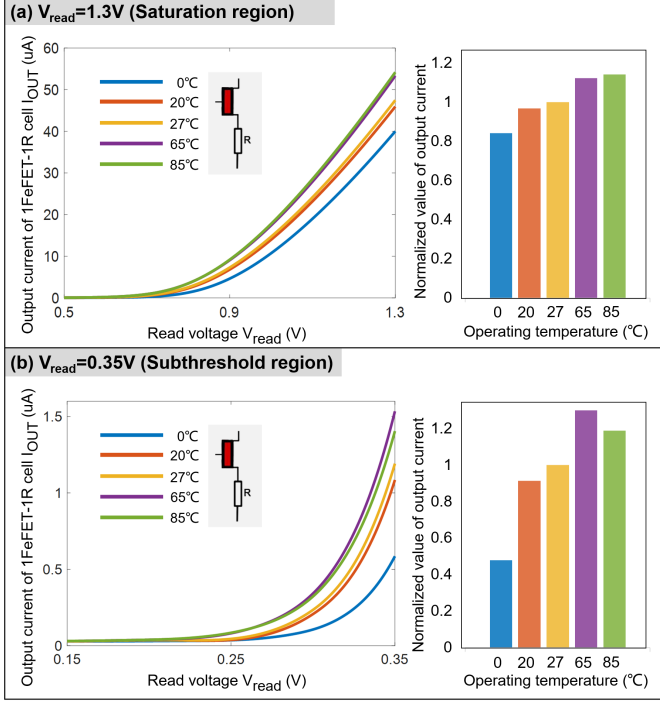 (a) Vread=1.3V (Saturation region)
Output current of 1FeFET-1R cell IOUT (uA)
60
50
40
30
20
10
0
0℃
20℃
27℃
65℃
85℃
R
0.5
0.9
1.3
Read voltage Vread (V)
Normalized value of output current
1.2
1
0.8
0.6
0.4
0.2
0
0 20 27 65 85
Operating temperature (℃)
(b) Vread=0.35V (Subthreshold region)
Output current of 1FeFET-1R cell IOUT (uA)
1.5
1
0.5
0
0℃
20℃
27℃
65℃
85℃
R
0.15
0.25
0.35
Read voltage Vread (V)
Normalized value of output current
1.2
1
0.8
0.6
0.4
0.2
0
0 20 27 65 85
Operating temperature (℃)